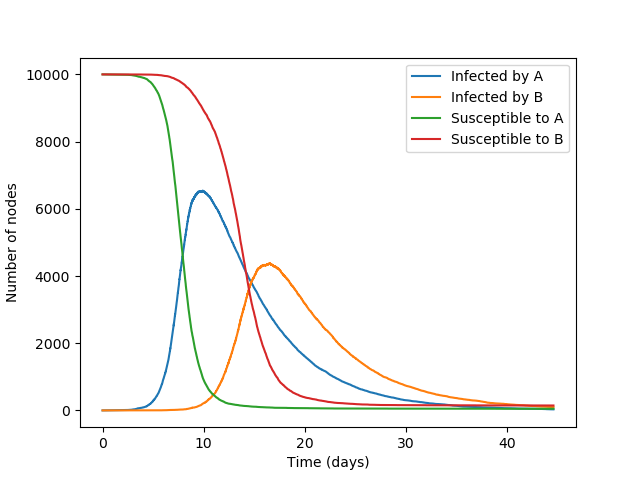 Infected by A
Infected by B
Susceptible to A
Susceptible to B
10000
8000
6000
4000
2000
0
Number of nodes
0 10 20 30 40
Time (days)